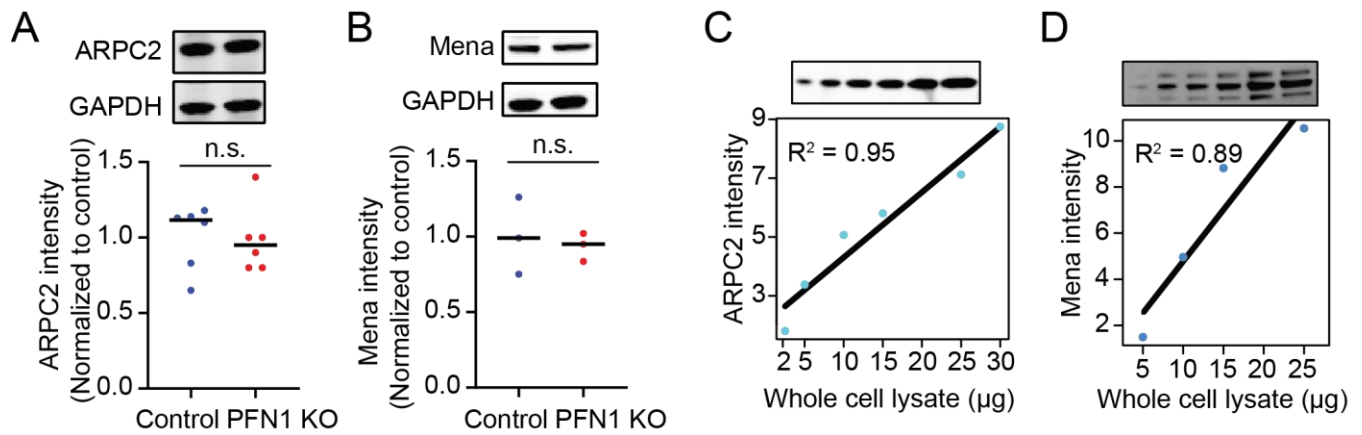 A
ARPC2
GAPDH
n.s.
1.5
1.0
0.5
0.0
ARPC2 intensity
(Normalized to control)
Control PFN1 KO
B
Mena
GAPDH
n.s.
1.5
1.0
0.5
0.0
Mena intensity
(Normalized to control)
Control PFN1 KO
C
R² = 0.95
9
7
5
3
ARPC2 intensity
2 5 10 15 20 25 30
Whole cell lysate (µg)
D
R² = 0.89
10
8
6
4
2
Mena intensity
5 10 15 20 25
Whole cell lysate (µg)